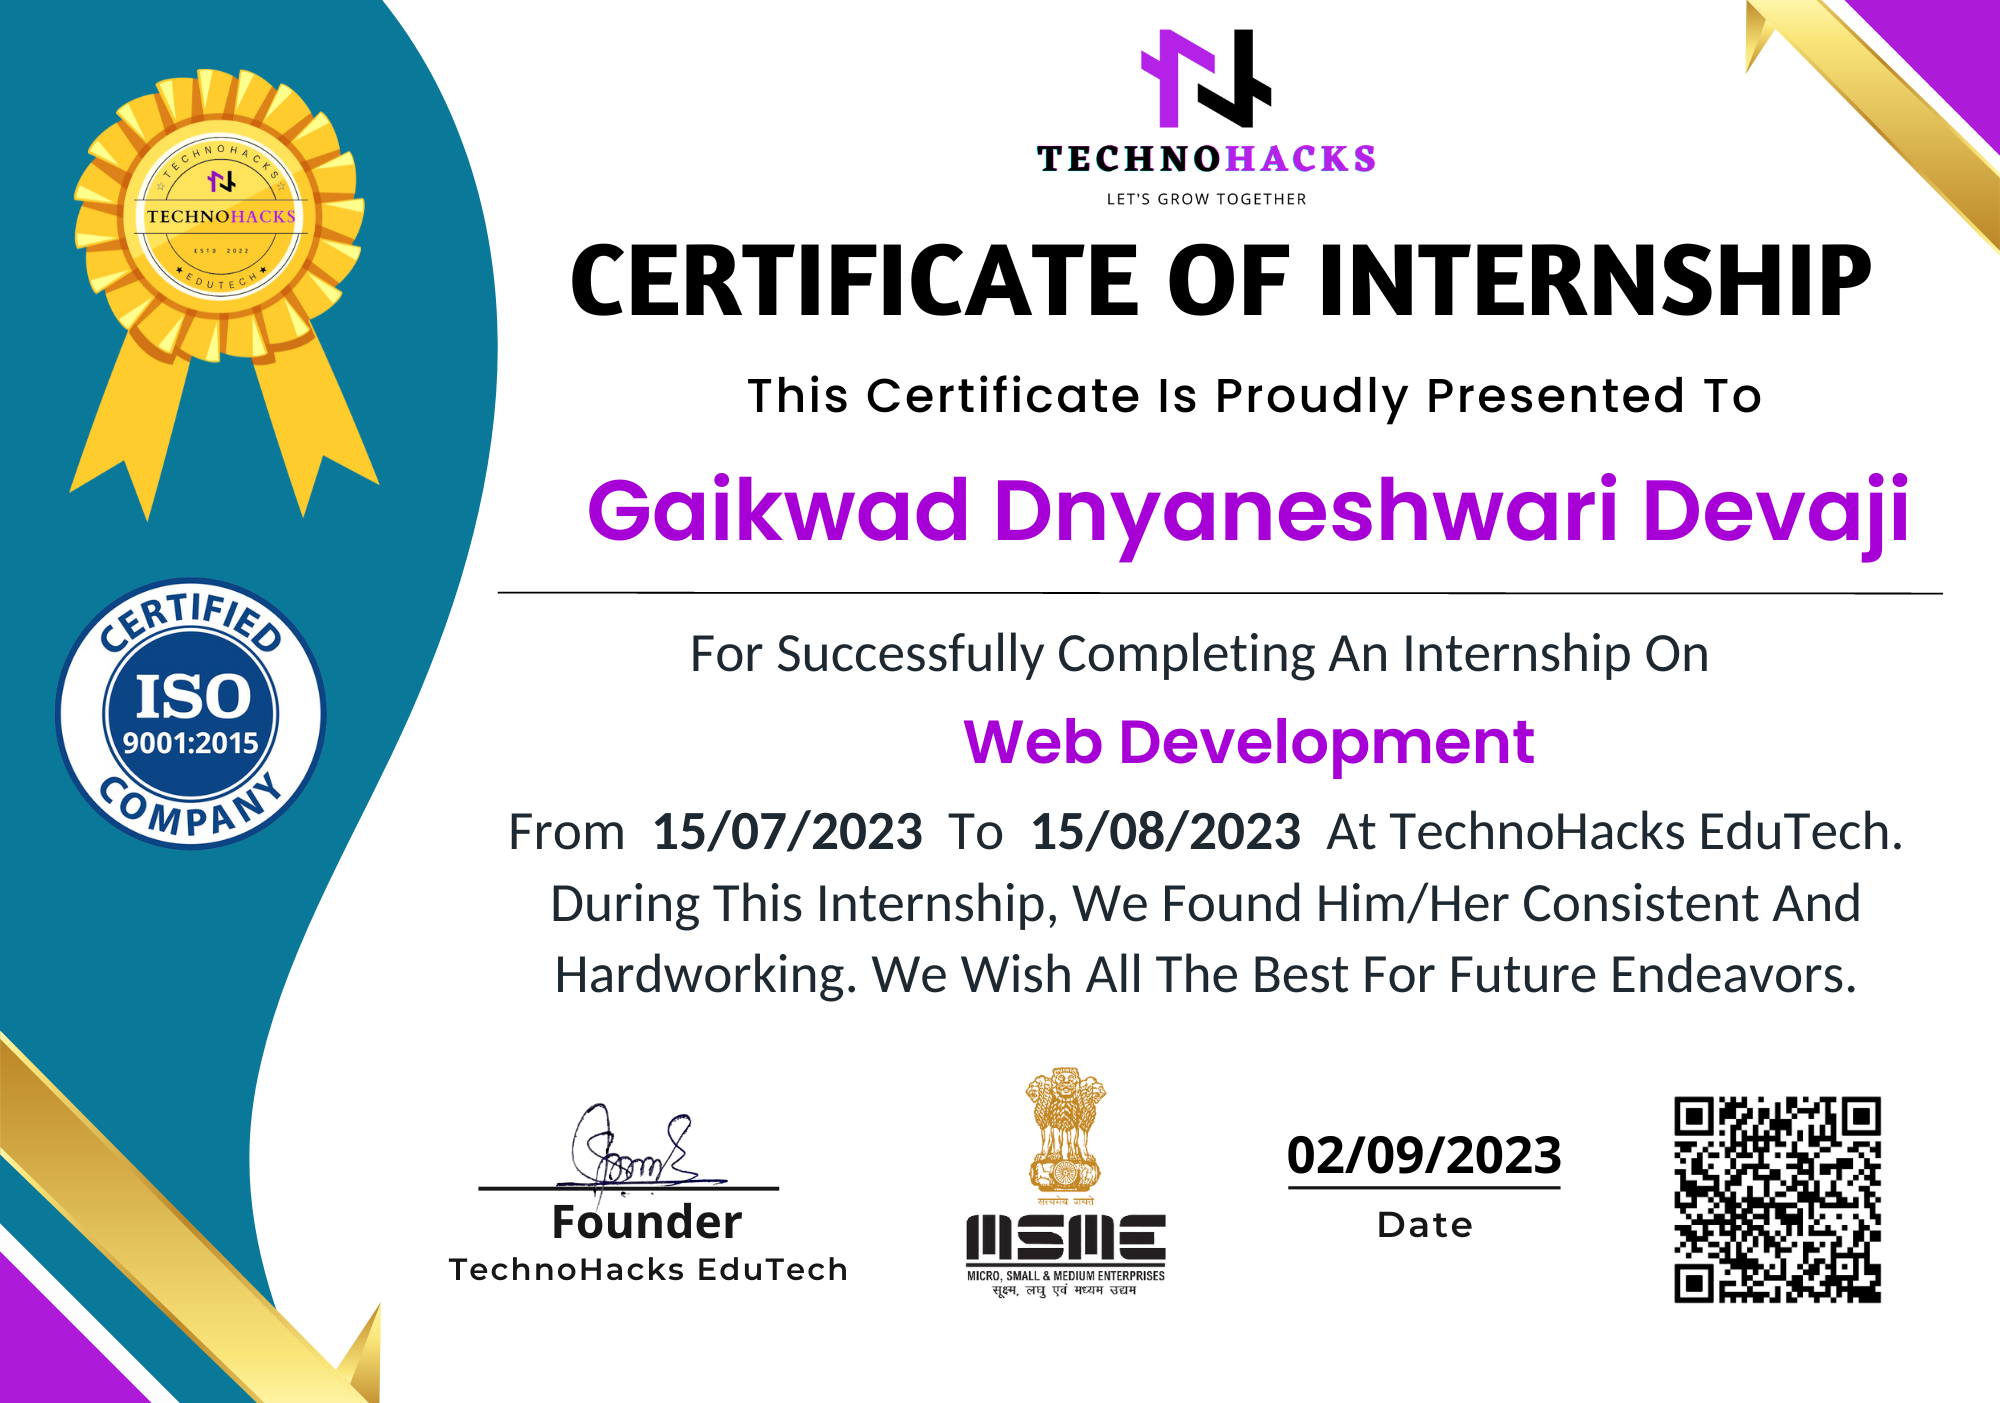 TECHNOHACKS
LET'S GROW TOGETHER
TECHNOHACKS
TECHNOHACKS
ESTD 2022
EDUTECH
CERTIFICATE OF INTERNSHIP
This Certificate Is Proudly Presented To
Gaikwad Dnyaneshwari Devaji
CERTIFIED
ISO
9001:2015
COMPANY
For Successfully Completing An Internship On
Web Development
From 15/07/2023 To 15/08/2023 At TechnoHacks EduTech.
During This Internship, We Found Him/Her Consistent And
Hardworking. We Wish All The Best For Future Endeavors.
Founder
TechnoHacks EduTech
सत्यमेव जयते
MSME
MICRO, SMALL & MEDIUM ENTERPRISES
सूक्ष्म, लघु एवं मध्यम उद्यम
02/09/2023
Date